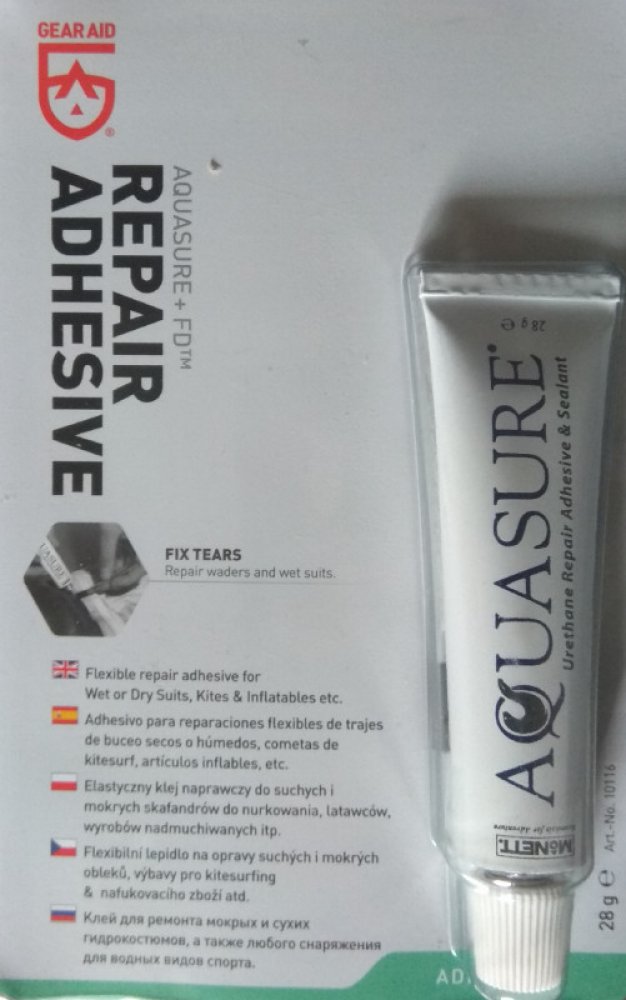 GEAR AID
REPAIR
ADHESIVE
AQUASURE+ FD™
FIX TEARS
Repair waders and wet suits.
Flexible repair adhesive for
Wet or Dry Suits, Kites & Inflatables etc.
Adhesivo para reparaciones flexibles de trajes
de buceo secos o húmedos, cometas de
kitesurf, artículos inflables, etc.
Elastyczny klej naprawczy do suchych i
mokrych skafandrów do nurkowania, latawców,
wyrobów nadmuchiwanych itp.
Flexibilní lepidlo na opravy suchých i mokrých
obleků, výbavy pro kitesurfing
& nafukovacího zboží atd.
Клей для ремонта мокрых и сухих
гидрокостюмов, а также любого снаряжения
для водных видов спорта.
28 g e
AQUASURE
Urethane Repair Adhesive & Sealant
McNETT
Essentials for Adventure
28 g e Art.-No. 10116
AD